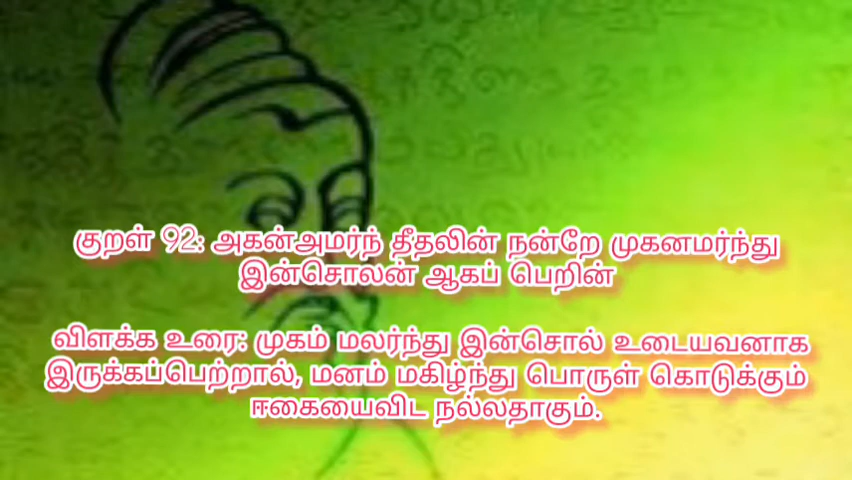 குறள் 92: அகன்அமர்ந் தீதலின் நன்றே முகனமர்ந்து
இன்சொலன் ஆகப் பெறின்
விளக்க உரை: முகம் மலர்ந்து இன்சொல் உடையவனாக
இருக்கப்பெற்றால், மனம் மகிழ்ந்து பொருள் கொடுக்கும்
ஈகையைவிட நல்லதாகும்.